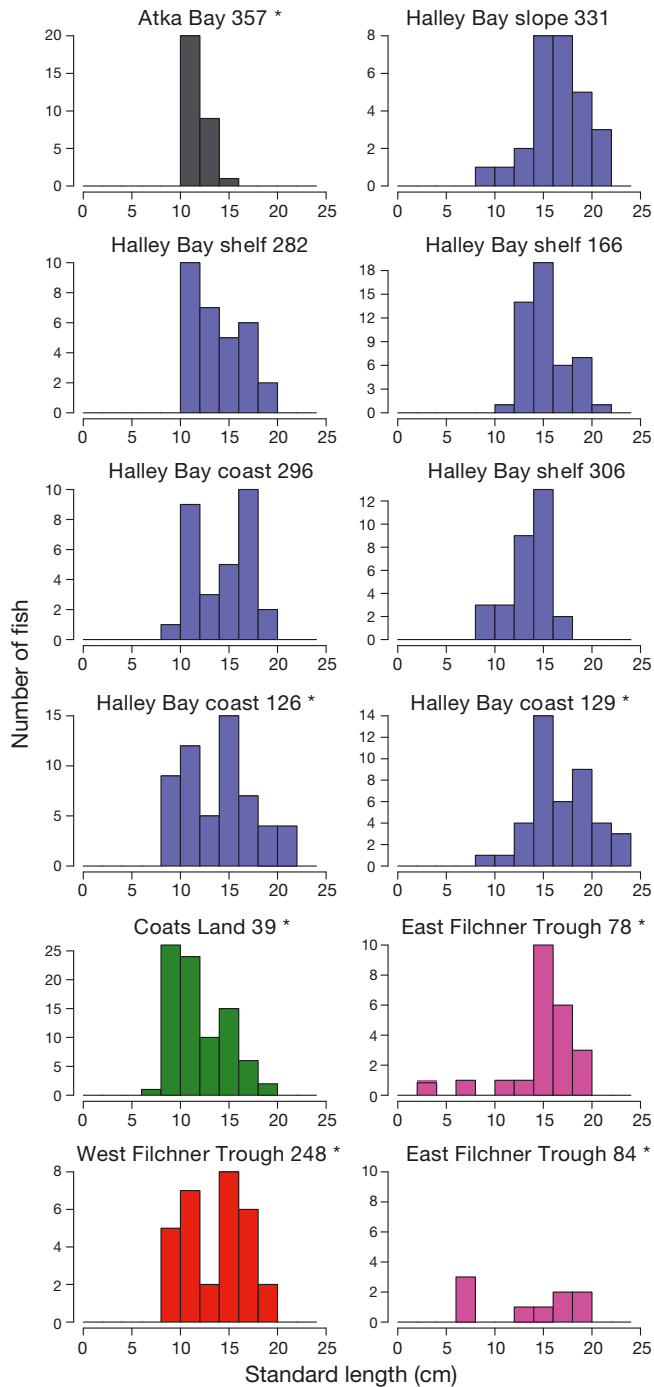 Atka Bay 357 *
20
15
10
5
0
0 5 10 15 20 25
Halley Bay slope 331
8
6
4
2
0
0 5 10 15 20 25
Halley Bay shelf 282
10
8
6
4
2
0
0 5 10 15 20 25
Halley Bay shelf 166
18
15
12
9
6
3
0
0 5 10 15 20 25
Halley Bay coast 296
10
8
6
4
2
0
0 5 10 15 20 25
Halley Bay shelf 306
12
10
8
6
4
2
0
0 5 10 15 20 25
Number of fish
Halley Bay coast 126 *
15
10
5
0
0 5 10 15 20 25
Halley Bay coast 129 *
14
12
10
8
6
4
2
0
0 5 10 15 20 25
Coats Land 39 *
25
20
15
10
5
0
0 5 10 15 20 25
East Filchner Trough 78 *
10
8
6
4
2
0
0 5 10 15 20 25
West Filchner Trough 248 *
8
6
4
2
0
0 5 10 15 20 25
East Filchner Trough 84 *
10
8
6
4
2
0
0 5 10 15 20 25
Standard length (cm)